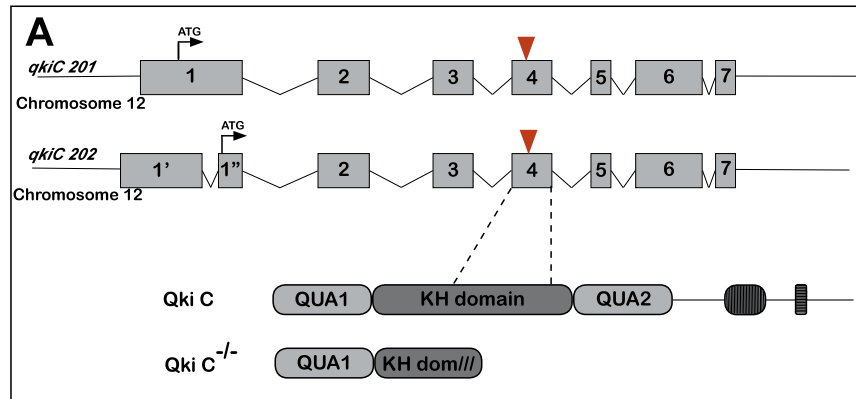 A
ATG
qkiC 201
1 2 3 4 5 6 7
Chromosome 12
ATG
qkiC 202
1' 1" 2 3 4 5 6 7
Chromosome 12
Qki C QUA1 KH domain QUA2
Qki C-/- QUA1 KH dom///